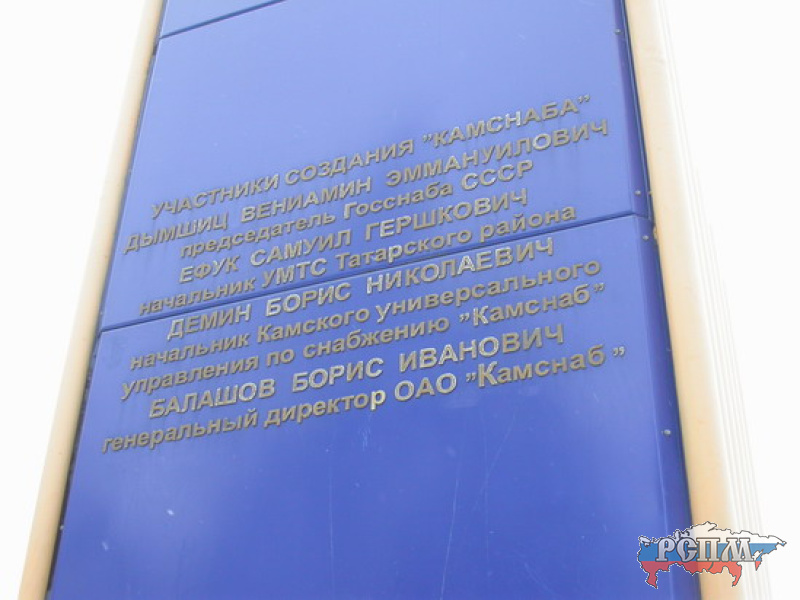 УЧАСТНИКИ СОЗДАНИЯ "КАМСНАБА"
ДЫМШИЦ ВЕНИАМИН ЭММАНУИЛОВИЧ
председатель Госснаба СССР
ЕФУК САМУИЛ ГЕРШКОВИЧ
начальник УМТС Татарского района
ДЕМИН БОРИС НИКОЛАЕВИЧ
начальник Камского универсального
управления по снабжению "Камснаб"
БАЛАШОВ БОРИС ИВАНОВИЧ
генеральный директор ОАО "Камснаб"
РСПМ